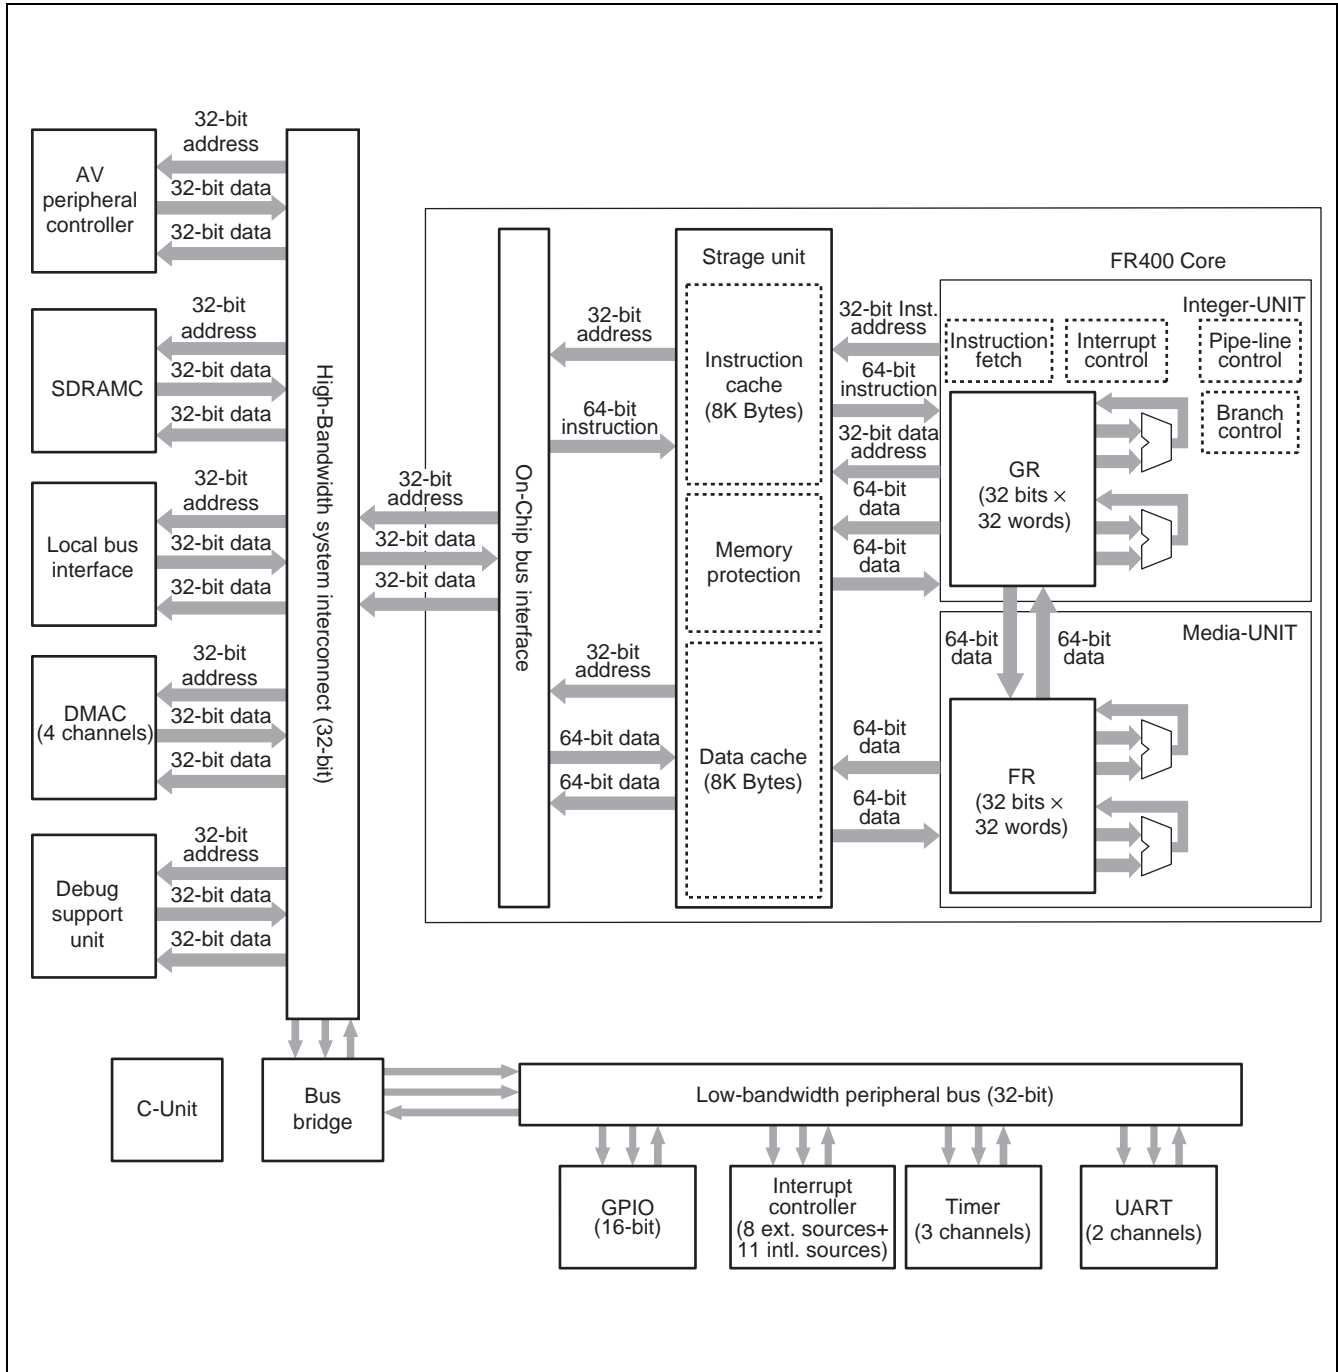 32-bit
address
AV
peripheral
controller
32-bit data
32-bit data
32-bit
address
SDRAMC
32-bit data
32-bit data
32-bit
address
Local bus
interface
32-bit data
32-bit data
32-bit
address
DMAC
(4 channels)
32-bit data
32-bit data
32-bit
address
Debug
support
unit
32-bit data
32-bit data
High-Bandwidth system interconnect (32-bit)
32-bit
address
32-bit data
32-bit data
On-Chip bus interface
32-bit
address
64-bit
instruction
32-bit
address
64-bit data
64-bit data
Strage unit
Instruction
cache
(8K Bytes)
Memory
protection
Data cache
(8K Bytes)
32-bit Inst.
address
64-bit
instruction
32-bit data
address
64-bit
data
64-bit
data
64-bit
data
64-bit
data
FR400 Core
Integer-UNIT
Instruction
fetch
Interrupt
control
Pipe-line
control
Branch
control
GR
(32 bits ×
32 words)
64-bit
data
64-bit
data
Media-UNIT
FR
(32 bits ×
32 words)
C-Unit
Bus
bridge
Low-bandwidth peripheral bus (32-bit)
GPIO
(16-bit)
Interrupt
controller
(8 ext. sources+
11 intl. sources)
Timer
(3 channels)
UART
(2 channels)